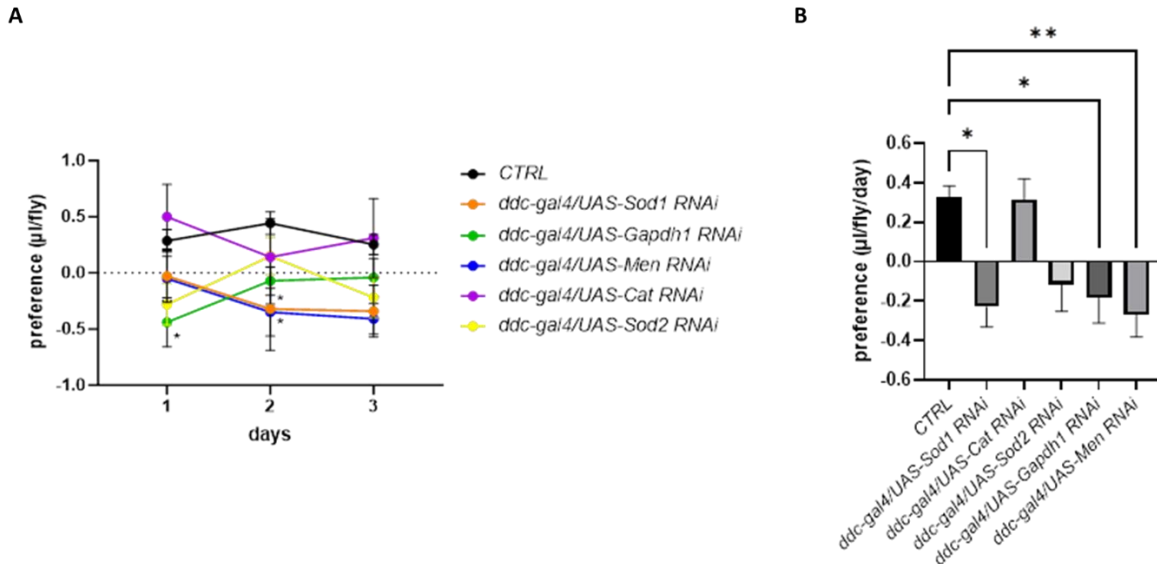 A
preference (µl/fly)
1.0
0.5
0.0
-0.5
-1.0
*
*
*
1
2
3
days
CTRL
ddc-gal4/UAS-Sod1 RNAi
ddc-gal4/UAS-Gapdh1 RNAi
ddc-gal4/UAS-Men RNAi
ddc-gal4/UAS-Cat RNAi
ddc-gal4/UAS-Sod2 RNAi
B
**
*
*
preference (µl/fly/day)
0.6
0.4
0.2
0.0
-0.2
-0.4
-0.6
CTRL
ddc-gal4/UAS-Sod1 RNAi
ddc-gal4/UAS-Cat RNAi
ddc-gal4/UAS-Sod2 RNAi
ddc-gal4/UAS-Gapdh1 RNAi
ddc-gal4/UAS-Men RNAi